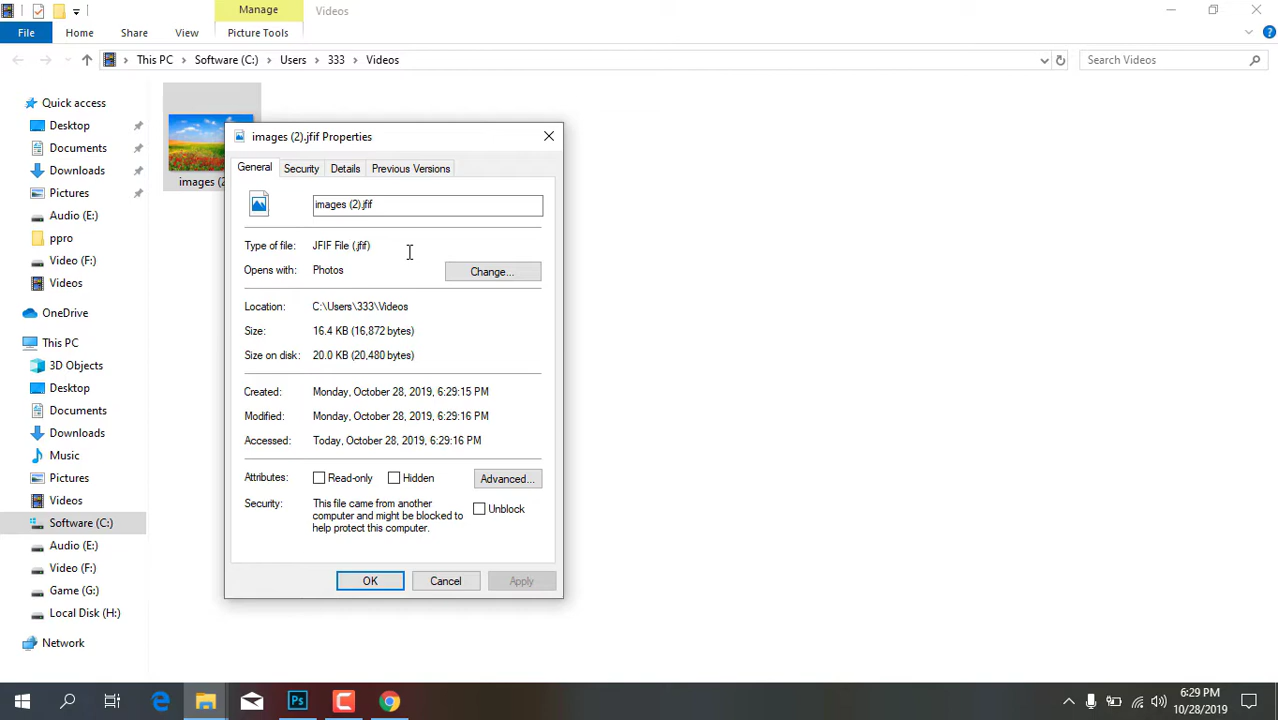 Manage
Videos
File
Home
Share
View
Picture Tools
This PC
Software (C:)
Users
333
Videos
Search Videos
Quick access
Desktop
Documents
Downloads
Pictures
Audio (E:)
ppro
Video (F:)
Videos
OneDrive
This PC
3D Objects
Desktop
Documents
Downloads
Music
Pictures
Videos
Software (C:)
Audio (E:)
Video (F:)
Game (G:)
Local Disk (H:)
Network
images (2
images (2).jfif Properties
General
Security
Details
Previous Versions
images (2).jfif
Type of file: JFIF File (.jfif)
Opens with: Photos
Change...
Location: C:\Users\333\Videos
Size: 16.4 KB (16,872 bytes)
Size on disk: 20.0 KB (20,480 bytes)
Created: Monday, October 28, 2019, 6:29:15 PM
Modified: Monday, October 28, 2019, 6:29:16 PM
Accessed: Today, October 28, 2019, 6:29:16 PM
Attributes: Read-only Hidden Advanced...
Security: This file came from another
computer and might be blocked to
help protect this computer.
Unblock
OK
Cancel
Apply
Ps
6:29 PM
10/28/2019